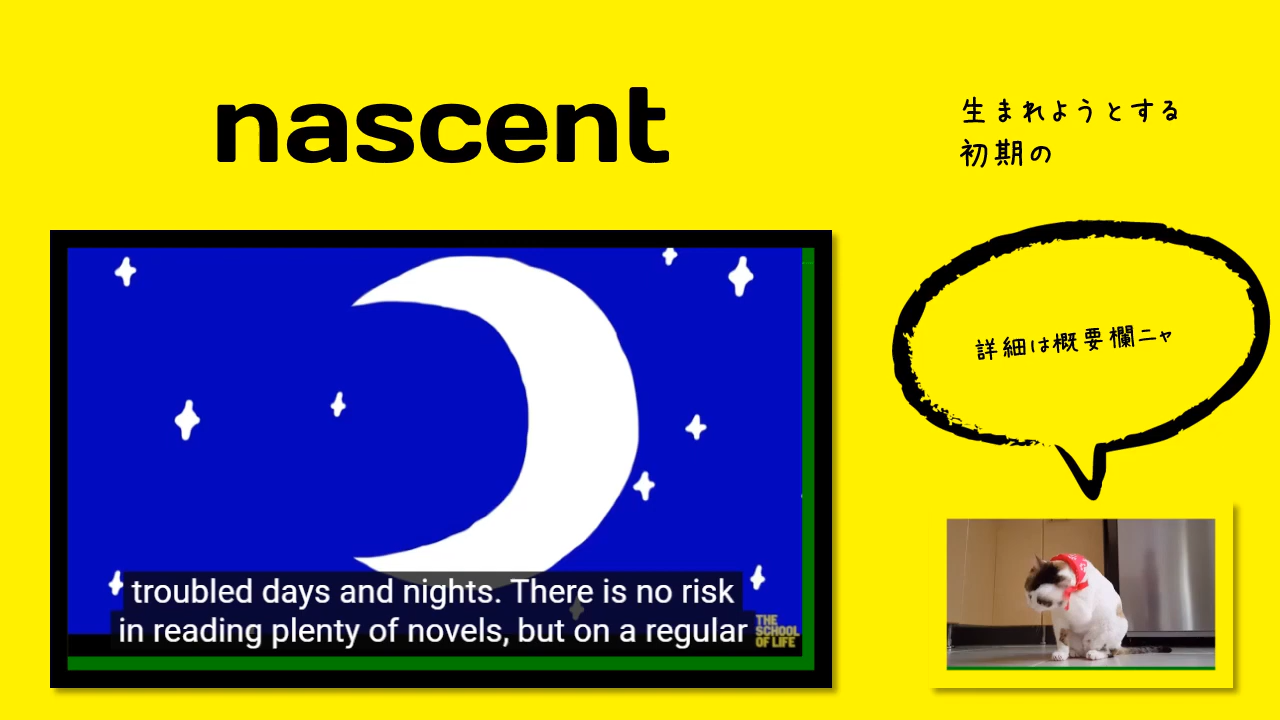 nascent
生まれようとする
初期の
詳細は概要欄ニャ
troubled days and nights. There is no risk
in reading plenty of novels, but on a regular
THE
SCHOOL
OF LIFE